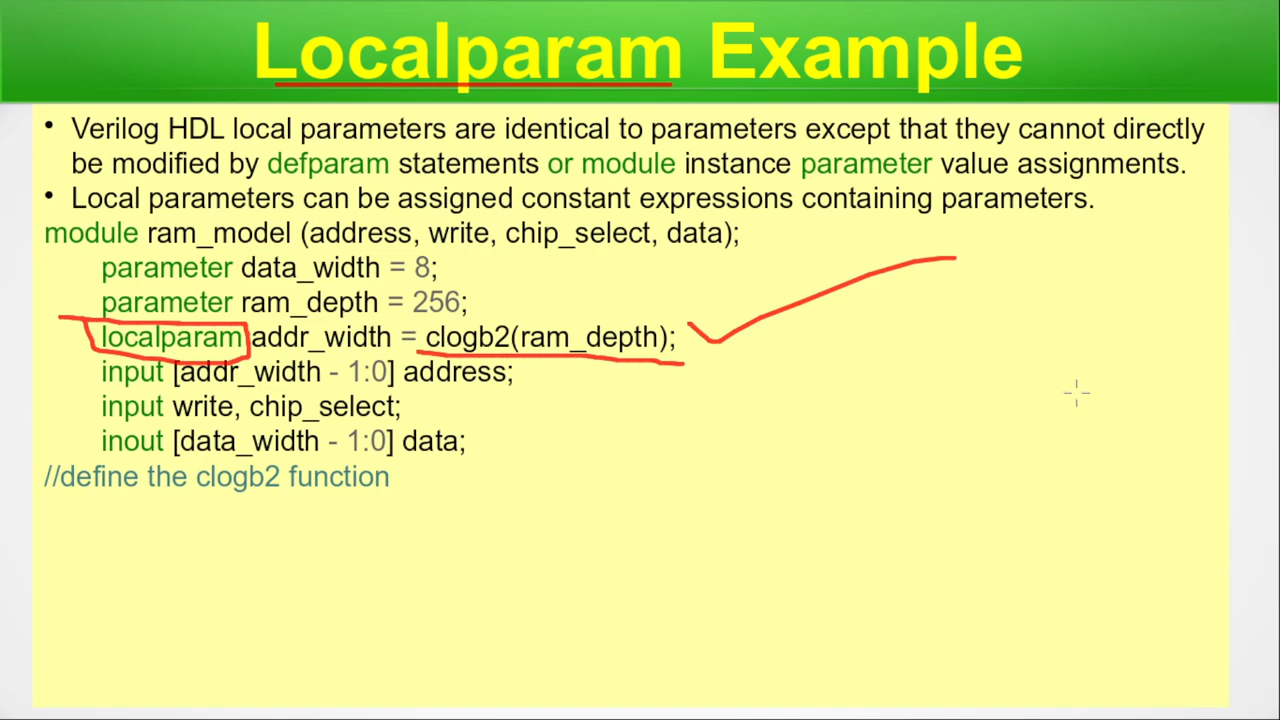 Localparam Example
• Verilog HDL local parameters are identical to parameters except that they cannot directly
be modified by defparam statements or module instance parameter value assignments.
• Local parameters can be assigned constant expressions containing parameters.
module ram_model (address, write, chip_select, data);
parameter data_width = 8;
parameter ram_depth = 256;
localparam addr_width = clogb2(ram_depth);
input [addr_width - 1:0] address;
input write, chip_select;
inout [data_width - 1:0] data;
//define the clogb2 function